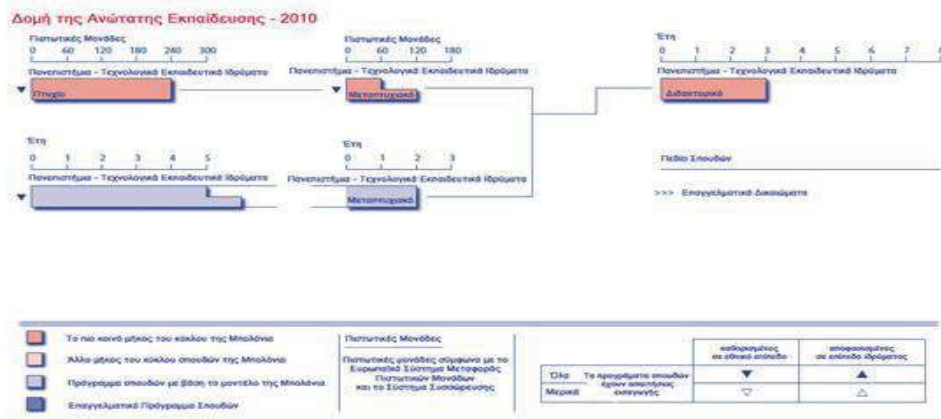 Δομή της Ανώτατης Εκπαίδευσης - 2010
Πιστωτικές Μονάδες
0 60 120 180 240 300
Πανεπιστήμια - Τεχνολογικά Εκπαιδευτικά Ιδρύματα
Πτυχίο
Πιστωτικές Μονάδες
0 60 120 180
Πανεπιστήμια - Τεχνολογικά Εκπαιδευτικά Ιδρύματα
Μεταπτυχιακό
Έτη
0 1 2 3 4 5 6 7 8
Πανεπιστήμια - Τεχνολογικά Εκπαιδευτικά Ιδρύματα
Διδακτορικό
Έτη
0 1 2 3 4 5
Πανεπιστήμια - Τεχνολογικά Εκπαιδευτικά Ιδρύματα
Έτη
0 1 2 3
Πανεπιστήμια - Τεχνολογικά Εκπαιδευτικά Ιδρύματα
Μεταπτυχιακό
Πεδίο Σπουδών
>>> Επαγγελματικά Δικαιώματα
Το πιο κοινό μήκος του κύκλου της Μπολόνια
Άλλο μήκος του κύκλου σπουδών της Μπολόνια
Πρόγραμμα σπουδών με βάση το μοντέλο της Μπολόνια
Επαγγελματικό Πρόγραμμα Σπουδών
Πιστωτικές Μονάδες
Πιστωτικές μονάδες σύμφωνα με το
Ευρωπαϊκό Σύστημα Μεταφοράς
Πιστωτικών Μονάδων
και το Σύστημα Συσσώρευσης
καθορισμένες
σε εθνικό επίπεδο
αποφασισμένες
σε επίπεδο ιδρύματος
Όλα
Μερικά
Τα προγράμματα σπουδών
έχουν απαιτήσεις
εισαγωγής